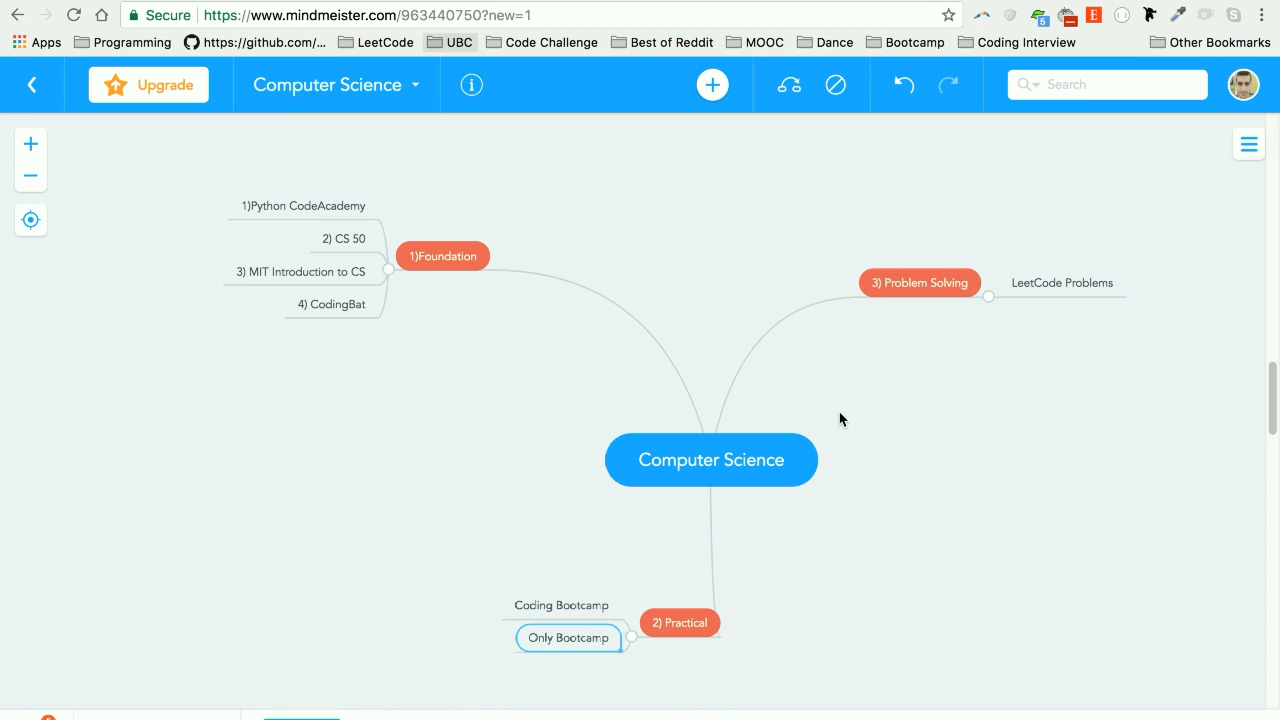 Secure https://www.mindmeister.com/963440750?new=1
5
E
Apps Programming https://github.com/... LeetCode UBC Code Challenge Best of Reddit MOOC Dance Bootcamp Coding Interview Other Bookmarks
Upgrade Computer Science Search
1)Python CodeAcademy
2) CS 50
1)Foundation
3) MIT Introduction to CS
4) CodingBat
3) Problem Solving
LeetCode Problems
Computer Science
Coding Bootcamp
2) Practical
Only Bootcamp